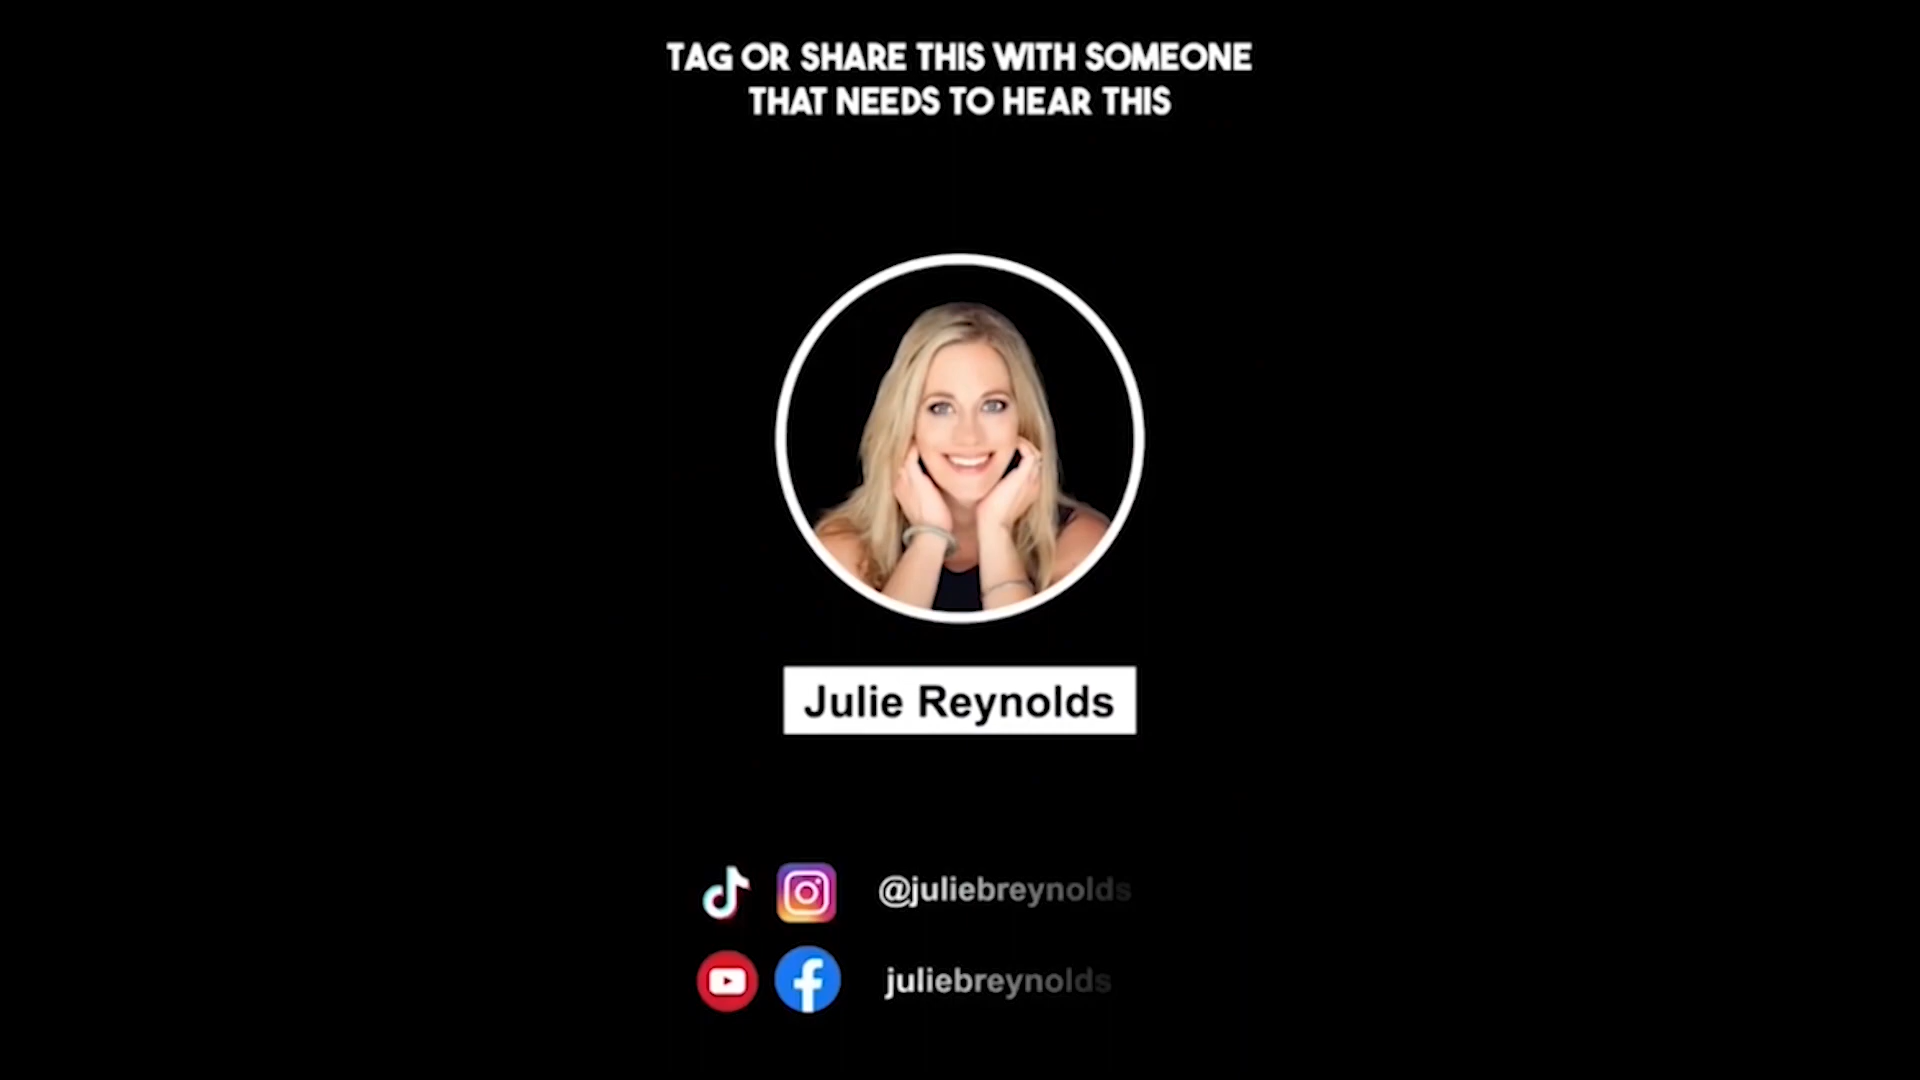 TAG OR SHARE THIS WITH SOMEONE
THAT NEEDS TO HEAR THIS
Julie Reynolds
@juliebreynolds
juliebreynolds